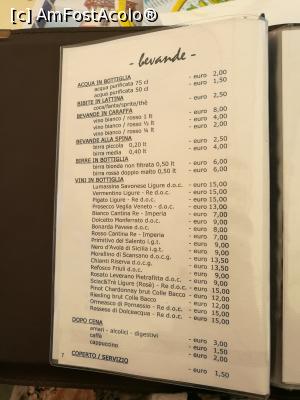 [c] AmFostAcolo®
- bevande -
ACQUA IN BOTTIGLIA
acqua purificata 75 cl - euro 2,00
acqua purificata 50 cl - euro 1,50
BIBITE IN LATTINA
coca/fanta/sprite/thè - euro 2,50
BEVANDE IN CARAFFA
vino bianco / rosso 1 lt - euro 8,00
vino bianco / rosso ½ lt - euro 4,00
vino bianco / rosso ¼ lt - euro 2,00
BEVANDE ALLA SPINA
birra piccola 0,20 lt - euro 2,50
birra media 0,40 lt - euro 4,00
BIRRE IN BOTTIGLIA
birra bionda non filtrata 0,50 lt - euro 6,00
birra rossa doppio malto 0,50 lt - euro 6,00
VINI IN BOTTIGLIA
Lumassina Savonese Ligure d.o.c. - euro 15,00
Vermentino Ligure - Re d.o.c. - euro 15,00
Pigato Ligure - Re d.o.c. - euro 15,00
Prosecco Veglia Veneto - d.o.c. - euro 13,00
Bianco Cantina Re - Imperia - euro 7,00
Dolcetto Monferrato d.o.c. - euro 9,00
Bonarda Pavese d.o.c. - euro 8,00
Rosso Cantina Re - Imperia - euro 7,00
Primitivo del Salento i.g.t. - euro 9,00
Nero d'Avola di Sicilia i.g.t. - euro 9,00
Morellino di Scansano d.o.c.g. - euro 13,50
Chianti Riserva d.o.c.g. - euro 13,50
Refosco Friuli d.o.c. - euro 9,00
Rosato Leverano Pietrafitta d.o.c. - euro 9,00
Sciac&Trà Ligure (Rosè) - Re d.o.c. - euro 15,00
Pinot Chardonnay brut Colle Bacco - euro 12,00
Riesling brut Colle Bacco - euro 12,00
Ormeasco di Pornassio - Re d.o.c. - euro 15,00
Rossese di Dolceacqua - Re d.o.c. - euro 15,00
DOPO CENA
amari - alcolici - digestivi - euro 3,00
caffè - euro 1,50
cappuccino - euro 2,00
COPERTO / SERVIZIO - euro 1,50
7